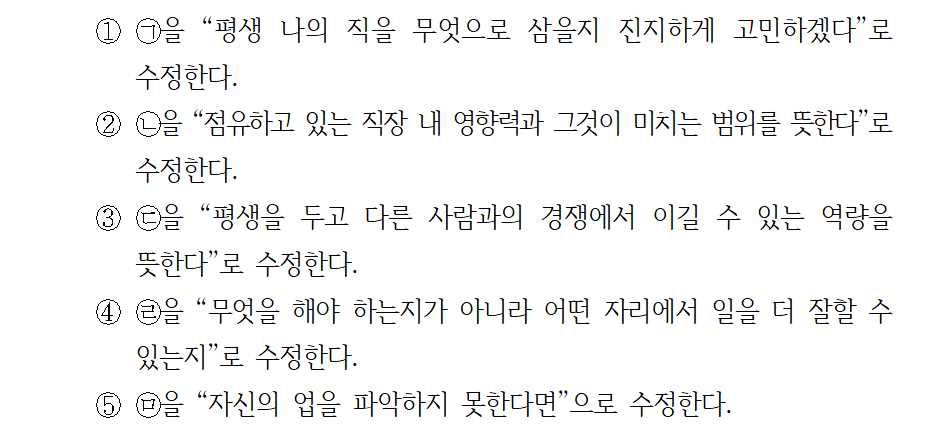 ① ㉠을 “평생 나의 직을 무엇으로 삼을지 진지하게 고민하겠다”로
수정한다.
② ㉡을 “점유하고 있는 직장 내 영향력과 그것이 미치는 범위를 뜻한다”로
수정한다.
③ ㉢을 “평생을 두고 다른 사람과의 경쟁에서 이길 수 있는 역량을
뜻한다”로 수정한다.
④ ㉣을 “무엇을 해야 하는지가 아니라 어떤 자리에서 일을 더 잘할 수
있는지”로 수정한다.
⑤ ㉤을 “자신의 업을 파악하지 못한다면”으로 수정한다.